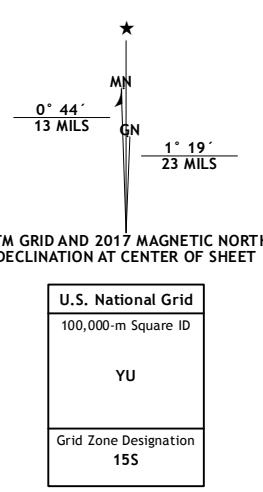 ★
MN
0° 44´
13 MILS
GN
1° 19´
23 MILS
TM GRID AND 2017 MAGNETIC NORTH
DECLINATION AT CENTER OF SHEET
U.S. National Grid
100,000-m Square ID
YU
Grid Zone Designation
15S